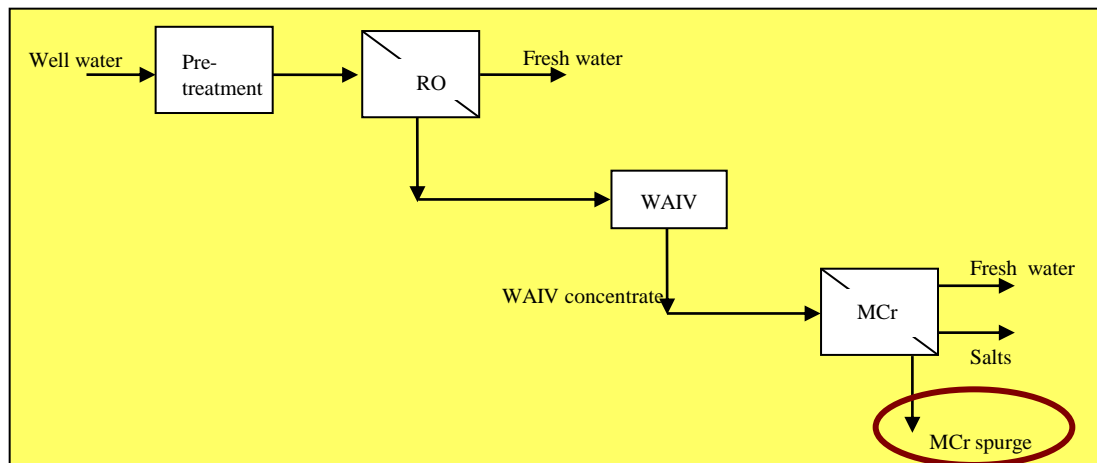 Well water
Pre-
treatment
RO
Fresh water
WAIV
WAIV concentrate
MCr
Fresh water
Salts
MCr spurge